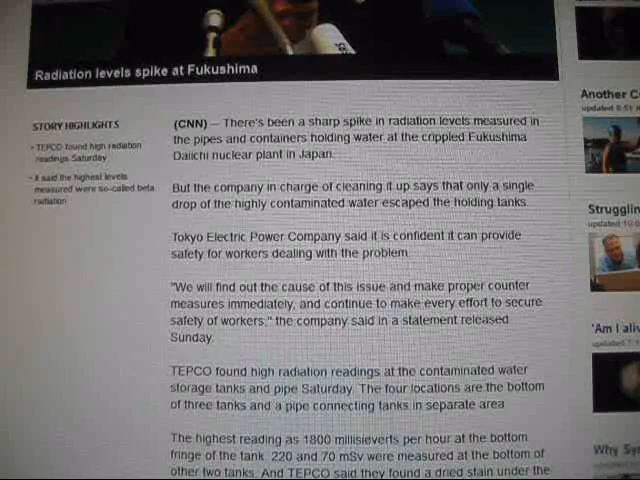 Radiation levels spike at Fukushima
STORY HIGHLIGHTS
TEPCO found high radiation
readings Saturday
It said the highest levels
measured were so-called beta
radiation
(CNN) -- There's been a sharp spike in radiation levels measured in
the pipes and containers holding water at the crippled Fukushima
Daiichi nuclear plant in Japan.
But the company in charge of cleaning it up says that only a single
drop of the highly contaminated water escaped the holding tanks.
Tokyo Electric Power Company said it is confident it can provide
safety for workers dealing with the problem.
"We will find out the cause of this issue and make proper counter
measures immediately, and continue to make every effort to secure
safety of workers," the company said in a statement released
Sunday.
TEPCO found high radiation readings at the contaminated water
storage tanks and pipe Saturday. The four locations are the bottom
of three tanks and a pipe connecting tanks in separate area
The highest reading as 1800 millisieverts per hour at the bottom
fringe of the tank. 220 and 70 mSv were measured at the bottom of
other two tanks. And TEPCO said they found a dried stain under the
Another C
updated
Strugglin
updated
'Am I aliv
updated
Why Syr